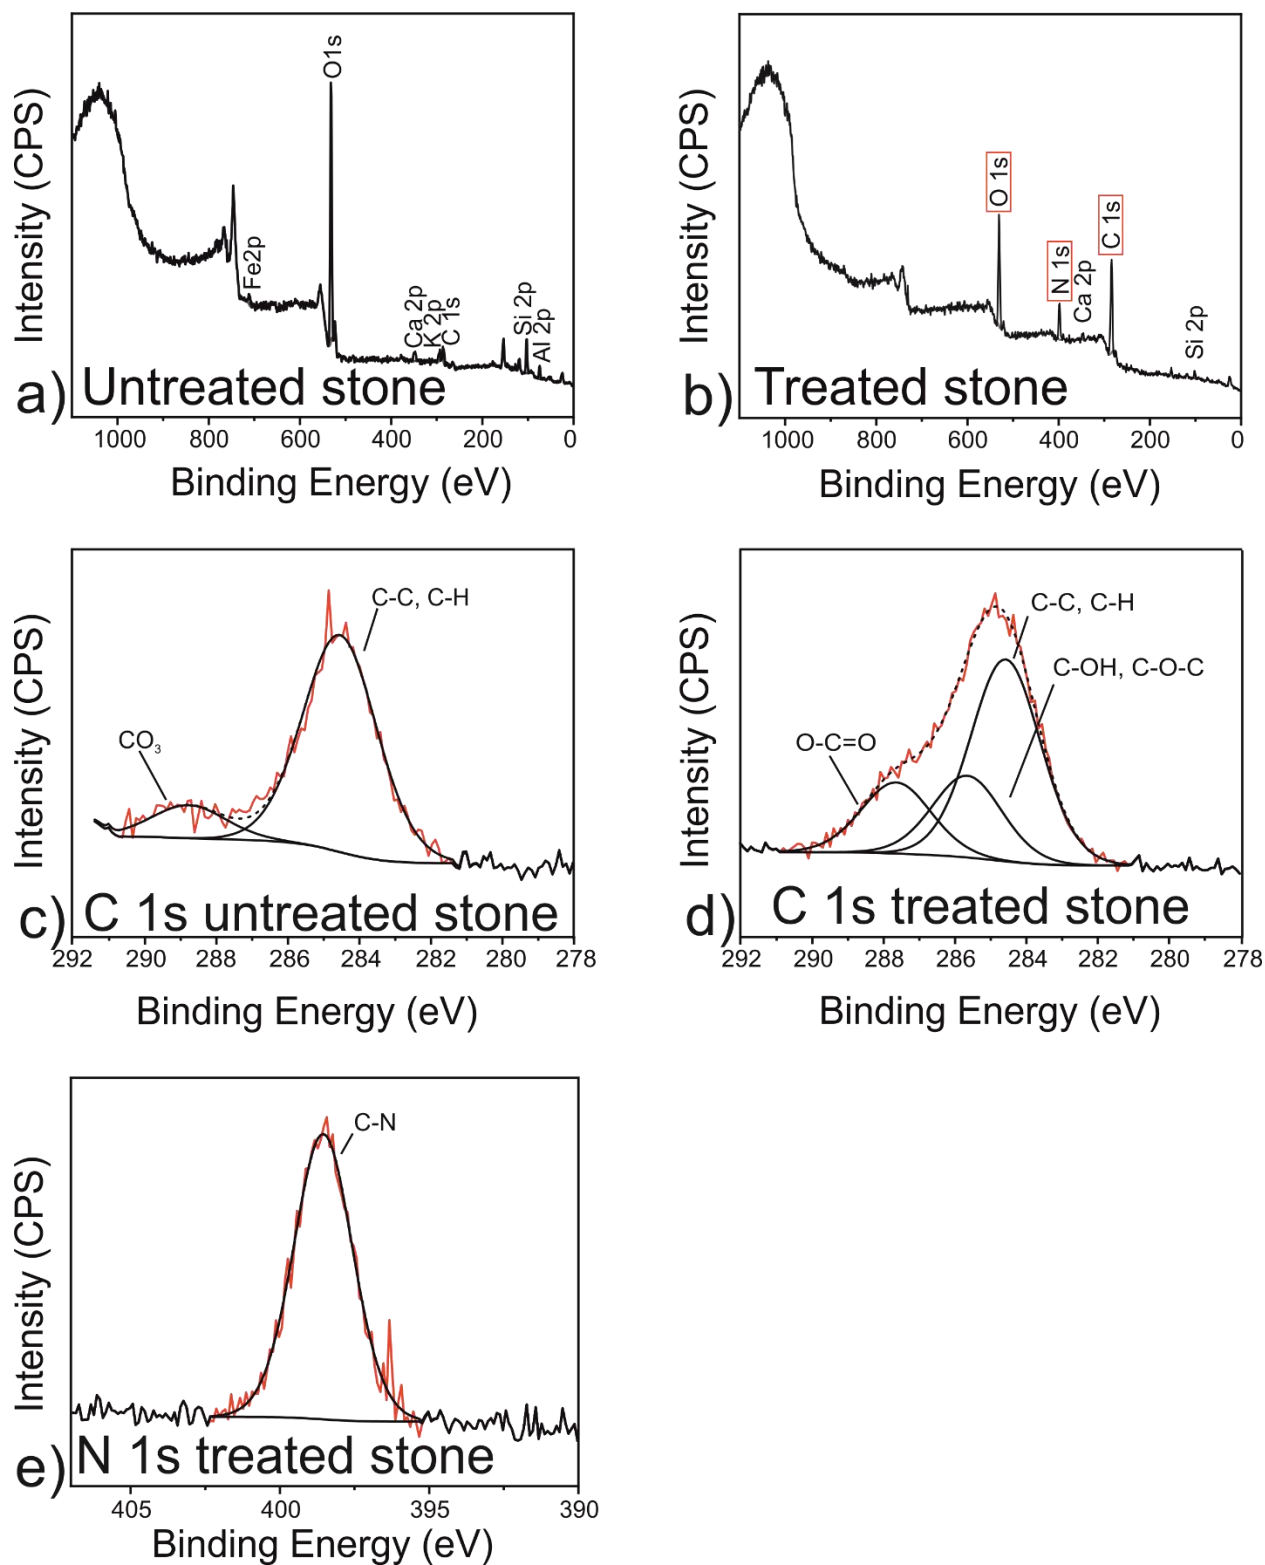 Intensity (CPS)
O1s
Fe2p
Ca 2p
K 2p
C 1s
Si 2p
Al 2p
a) Untreated stone
1000 800 600 400 200 0
Binding Energy (eV)
Intensity (CPS)
O 1s
N 1s
Ca 2p
C 1s
Si 2p
b) Treated stone
1000 800 600 400 200 0
Binding Energy (eV)
Intensity (CPS)
C-C, C-H
CO₃
c) C 1s untreated stone
292 290 288 286 284 282 280 278
Binding Energy (eV)
Intensity (CPS)
C-C, C-H
C-OH, C-O-C
O-C=O
d) C 1s treated stone
292 290 288 286 284 282 280 278
Binding Energy (eV)
Intensity (CPS)
C-N
e) N 1s treated stone
405 400 395 390
Binding Energy (eV)